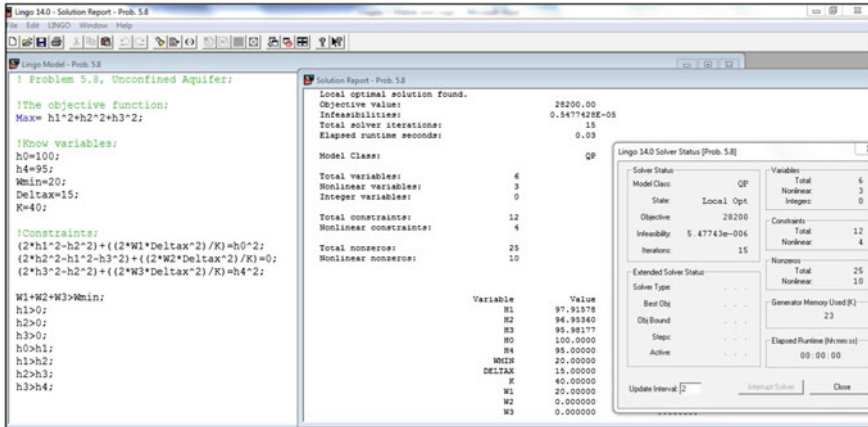 Lingo 14.0 - Solution Report - Prob. 5.8
File Edit LINGO Window Help
Lingo Model - Prob. 5.8
! Problem 5.8, Unconfined Aquifer;
!The objective function;
Max= h1^2+h2^2+h3^2;
!Know variables;
h0=100;
h4=95;
Wmin=20;
Deltax=15;
K=40;
!Constraints;
(2*h1^2-h2^2)+((2*W1*Deltax^2)/K)=h0^2;
(2*h2^2-h1^2-h3^2)+((2*W2*Deltax^2)/K)=0;
(2*h3^2-h2^2)+((2*W3*Deltax^2)/K)=h4^2;
W1+W2+W3>Wmin;
h1>0;
h2>0;
h3>0;
h0>h1;
h1>h2;
h2>h3;
h3>h4;
Solution Report - Prob. 5.8
Local optimal solution found.
Objective value: 28200.00
Infeasibilities: 0.5477428E-05
Total solver iterations: 15
Elapsed runtime seconds: 0.03
Model Class: QP
Total variables: 6
Nonlinear variables: 3
Integer variables: 0
Total constraints: 12
Nonlinear constraints: 4
Total nonzeros: 25
Nonlinear nonzeros: 10
Variable Value
H1 97.91578
H2 96.95360
H3 95.98177
H0 100.0000
H4 95.00000
WMIN 20.00000
DELTAX 15.00000
K 40.00000
W1 20.00000
W2 0.000000
W3 0.000000
Lingo 14.0 Solver Status [Prob. 5.8]
Solver Status
Model Class: QP
State: Local Opt
Objective: 28200
Infeasibility: 5.47743e-006
Iterations: 15
Extended Solver Status
Solver Type: . . .
Best Obj: . . .
Obj Bound: . . .
Steps: . . .
Active: . . .
Update Interval: 2
Interrupt Solver
Close
Variables
Total: 6
Nonlinear: 3
Integers: 0
Constraints
Total: 12
Nonlinear: 4
Nonzeros
Total: 25
Nonlinear: 10
Generator Memory Used (K)
23
Elapsed Runtime (hh:mm:ss)
00:00:00